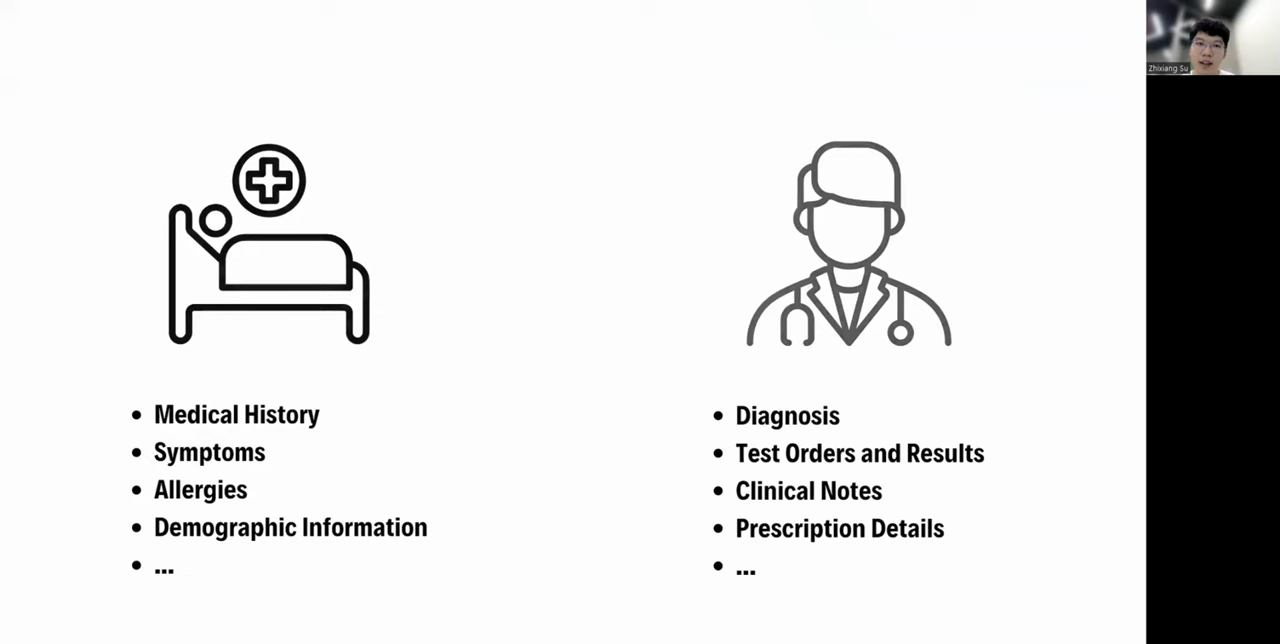 Zhixiang Su
• Medical History
• Symptoms
• Allergies
• Demographic Information
• ...
• Diagnosis
• Test Orders and Results
• Clinical Notes
• Prescription Details
• ...